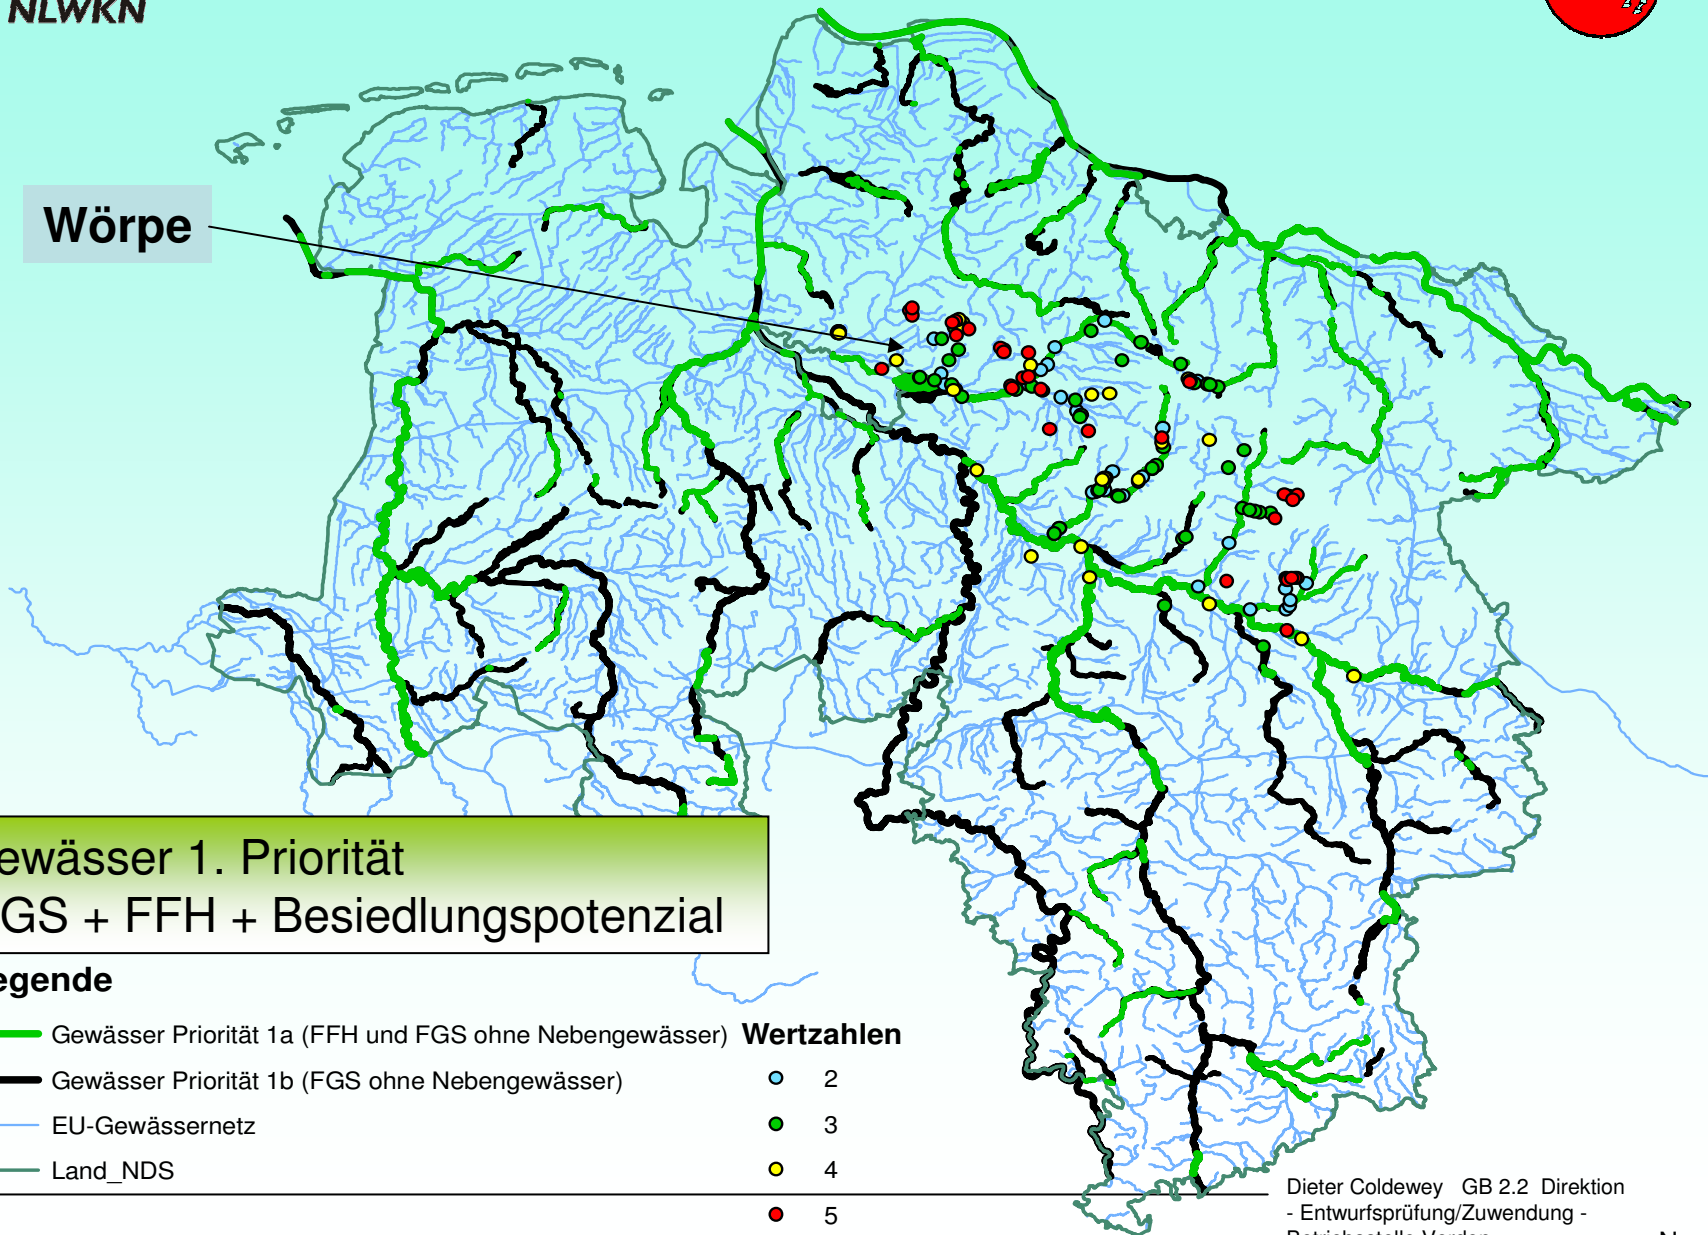 NLWKN
Wörpe
ewässer 1. Priorität
GS + FFH + Besiedlungspotenzial
egende
Gewässer Priorität 1a (FFH und FGS ohne Nebengewässer)
Gewässer Priorität 1b (FGS ohne Nebengewässer)
EU-Gewässernetz
Land_NDS
Wertzahlen
2
3
4
5
Dieter Coldewey GB 2.2 Direktion
- Entwurfsprüfung/Zuwendung -